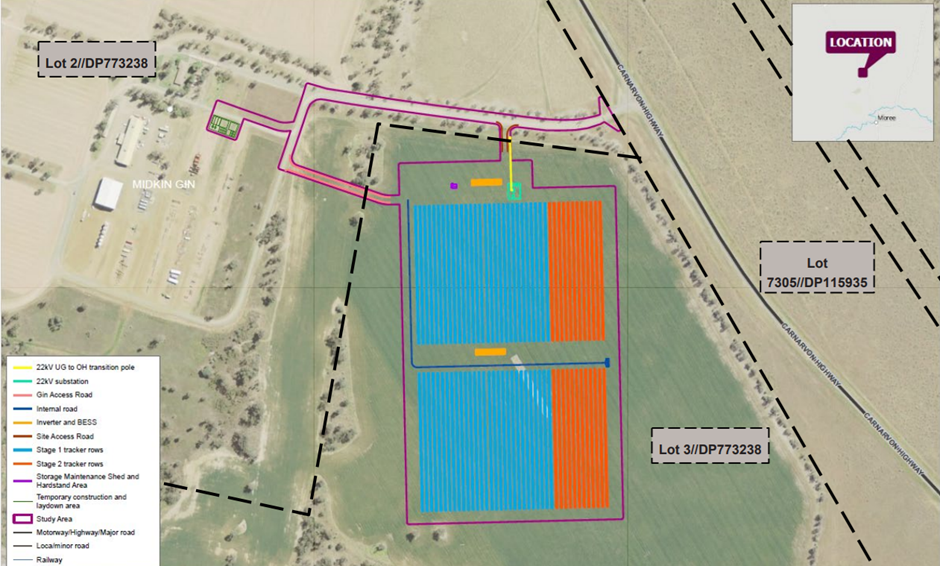 Lot 2//DP773238
LOCATION
Moree
CARNARVON HIGHWAY
MIDKIN GIN
Lot
7305//DP115935
CARNARVON HIGHWAY
CARNARVON HIGHWAY
Lot 3//DP773238
22kV UG to OH transition pole
22kV substation
Gin Access Road
Internal road
Inverter and BESS
Site Access Road
Stage 1 tracker rows
Stage 2 tracker rows
Storage Maintenance Shed and
Hardstand Area
Temporary construction and
laydown area
Study Area
Motorway/Highway/Major road
Loca/minor road
Railway